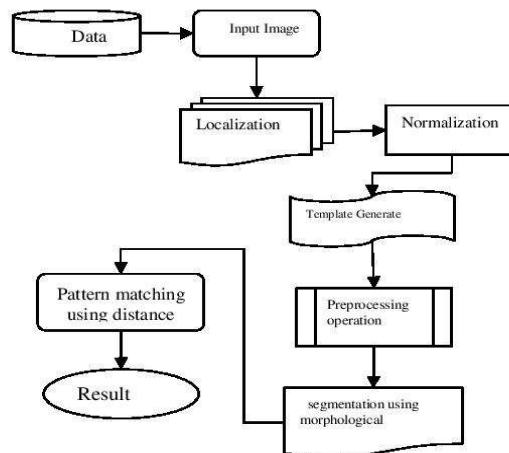 Data
Input Image
Localization
Normalization
Template Generate
Preprocessing
operation
segmentation using
morphological
Pattern matching
using distance
Result